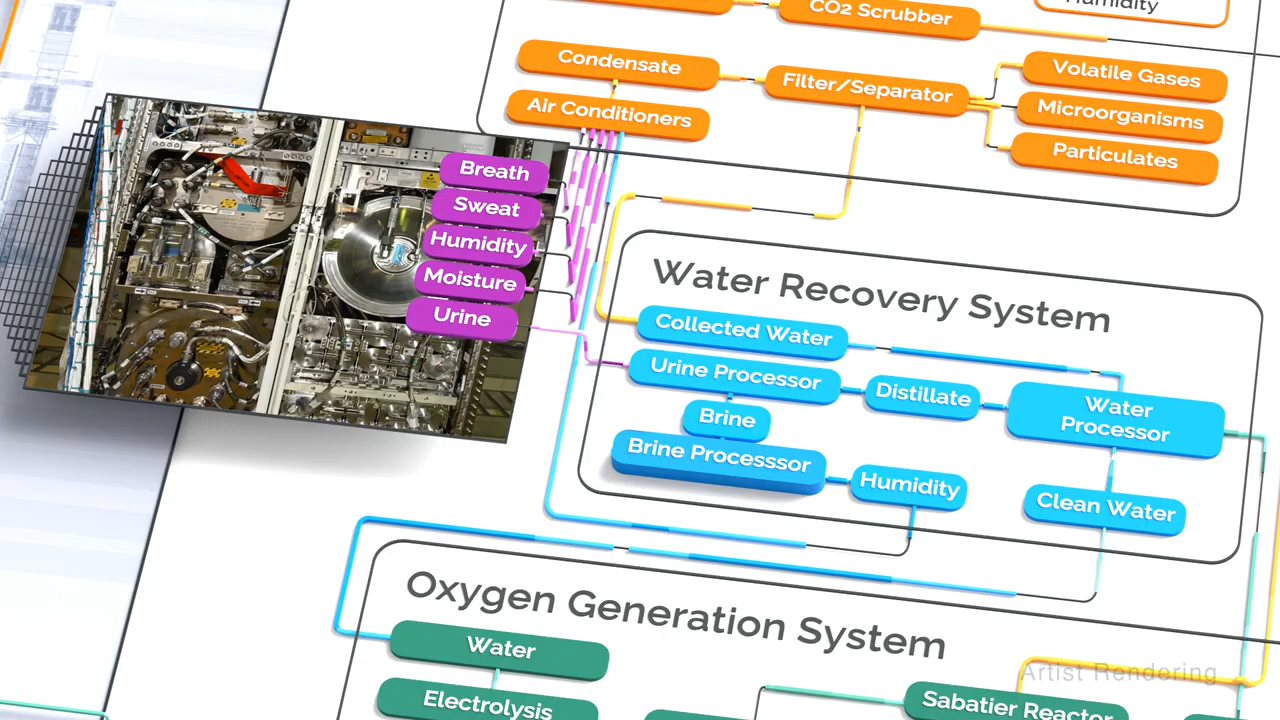 CO2 Scrubber
Humidity
Condensate
Filter/Separator
Volatile Gases
Air Conditioners
Microorganisms
Particulates
Breath
Sweat
Humidity
Moisture
Urine
Water Recovery System
Collected Water
Urine Processor
Distillate
Water
Processor
Brine
Brine Processsor
Humidity
Clean Water
Oxygen Generation System
Water
Electrolysis
Sabatier Reactor
Artist Rendering